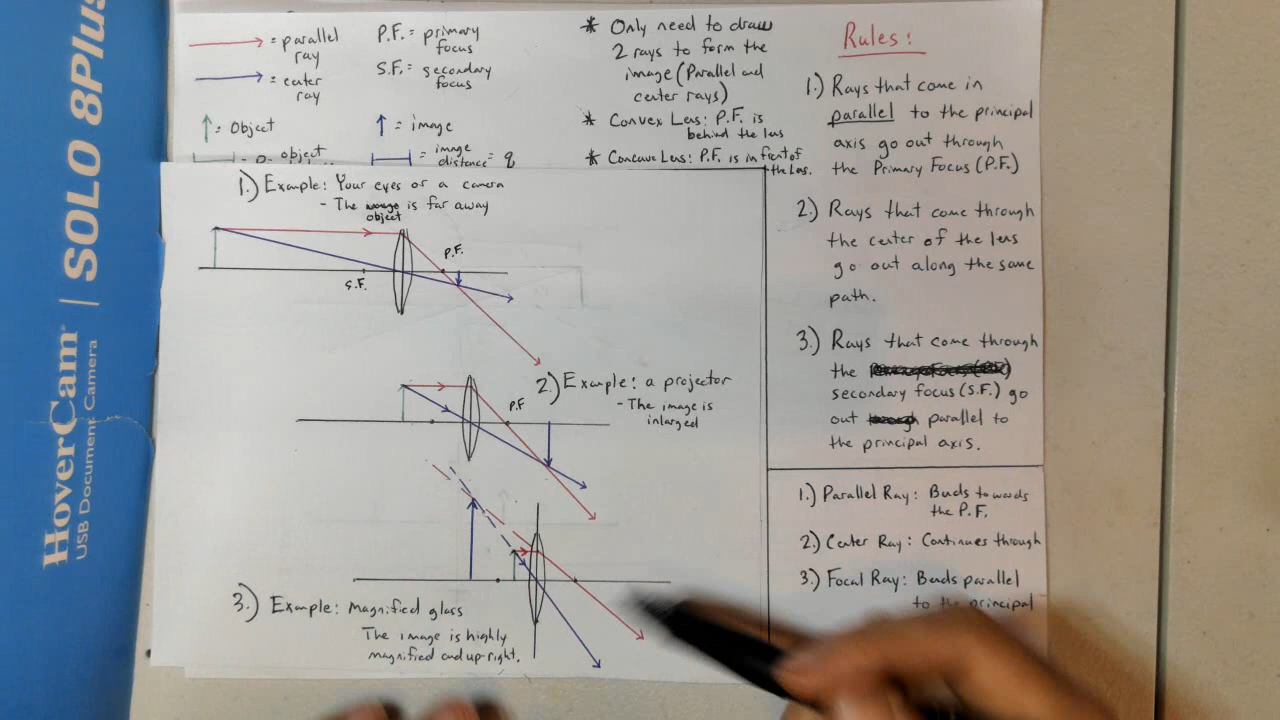 HoverCam | SOLO 8Plus
USB Document Camera
= parallel
ray
= center
ray
P.F. = primary
focus
S.F. = secondary
focus
= Object
= image
object
= image
distance = q
* Only need to draw
2 rays to form the
image (Parallel and
center rays)
* Convex Lens: P.F. is
behind the lens
* Concave Lens: P.F. is in front of
the Lens.
1.) Example: Your eyes or a camera
- The object is far away
P.F.
S.F.
2.) Example: a projector
- The image is
inlarged
P.F
3.) Example: Magnified glass
The image is highly
magnified and up-right.
Rules:
1.) Rays that come in
parallel to the principal
axis go out through
the Primary Focus (P.F.)
2.) Rays that come through
the center of the lens
go out along the same
path.
3.) Rays that come through
the
secondary focus (S.F.) go
out parallel to
the principal axis.
1.) Parallel Ray: Bends towards
the P.F.
2.) Center Ray: Continues through
3.) Focal Ray: Bends parallel
to the principal